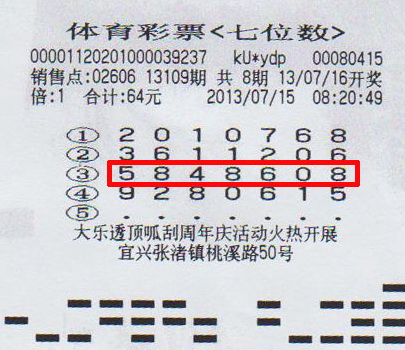 体育彩票<七位数>
00001120201000039237 kU*ydp 00080415
销售点:02606 13109期 共 8期 13/07/16开奖
倍:1 合计:64元 2013/07/15 08:20:49
① 2 0 1 0 7 6 8
② 3 6 1 1 2 0 6
③ 5 8 4 8 6 0 8
④ 9 2 8 0 6 1 5
⑤ . . . . . . .
大乐透顶呱刮周年庆活动火热开展
宜兴张渚镇桃溪路50号